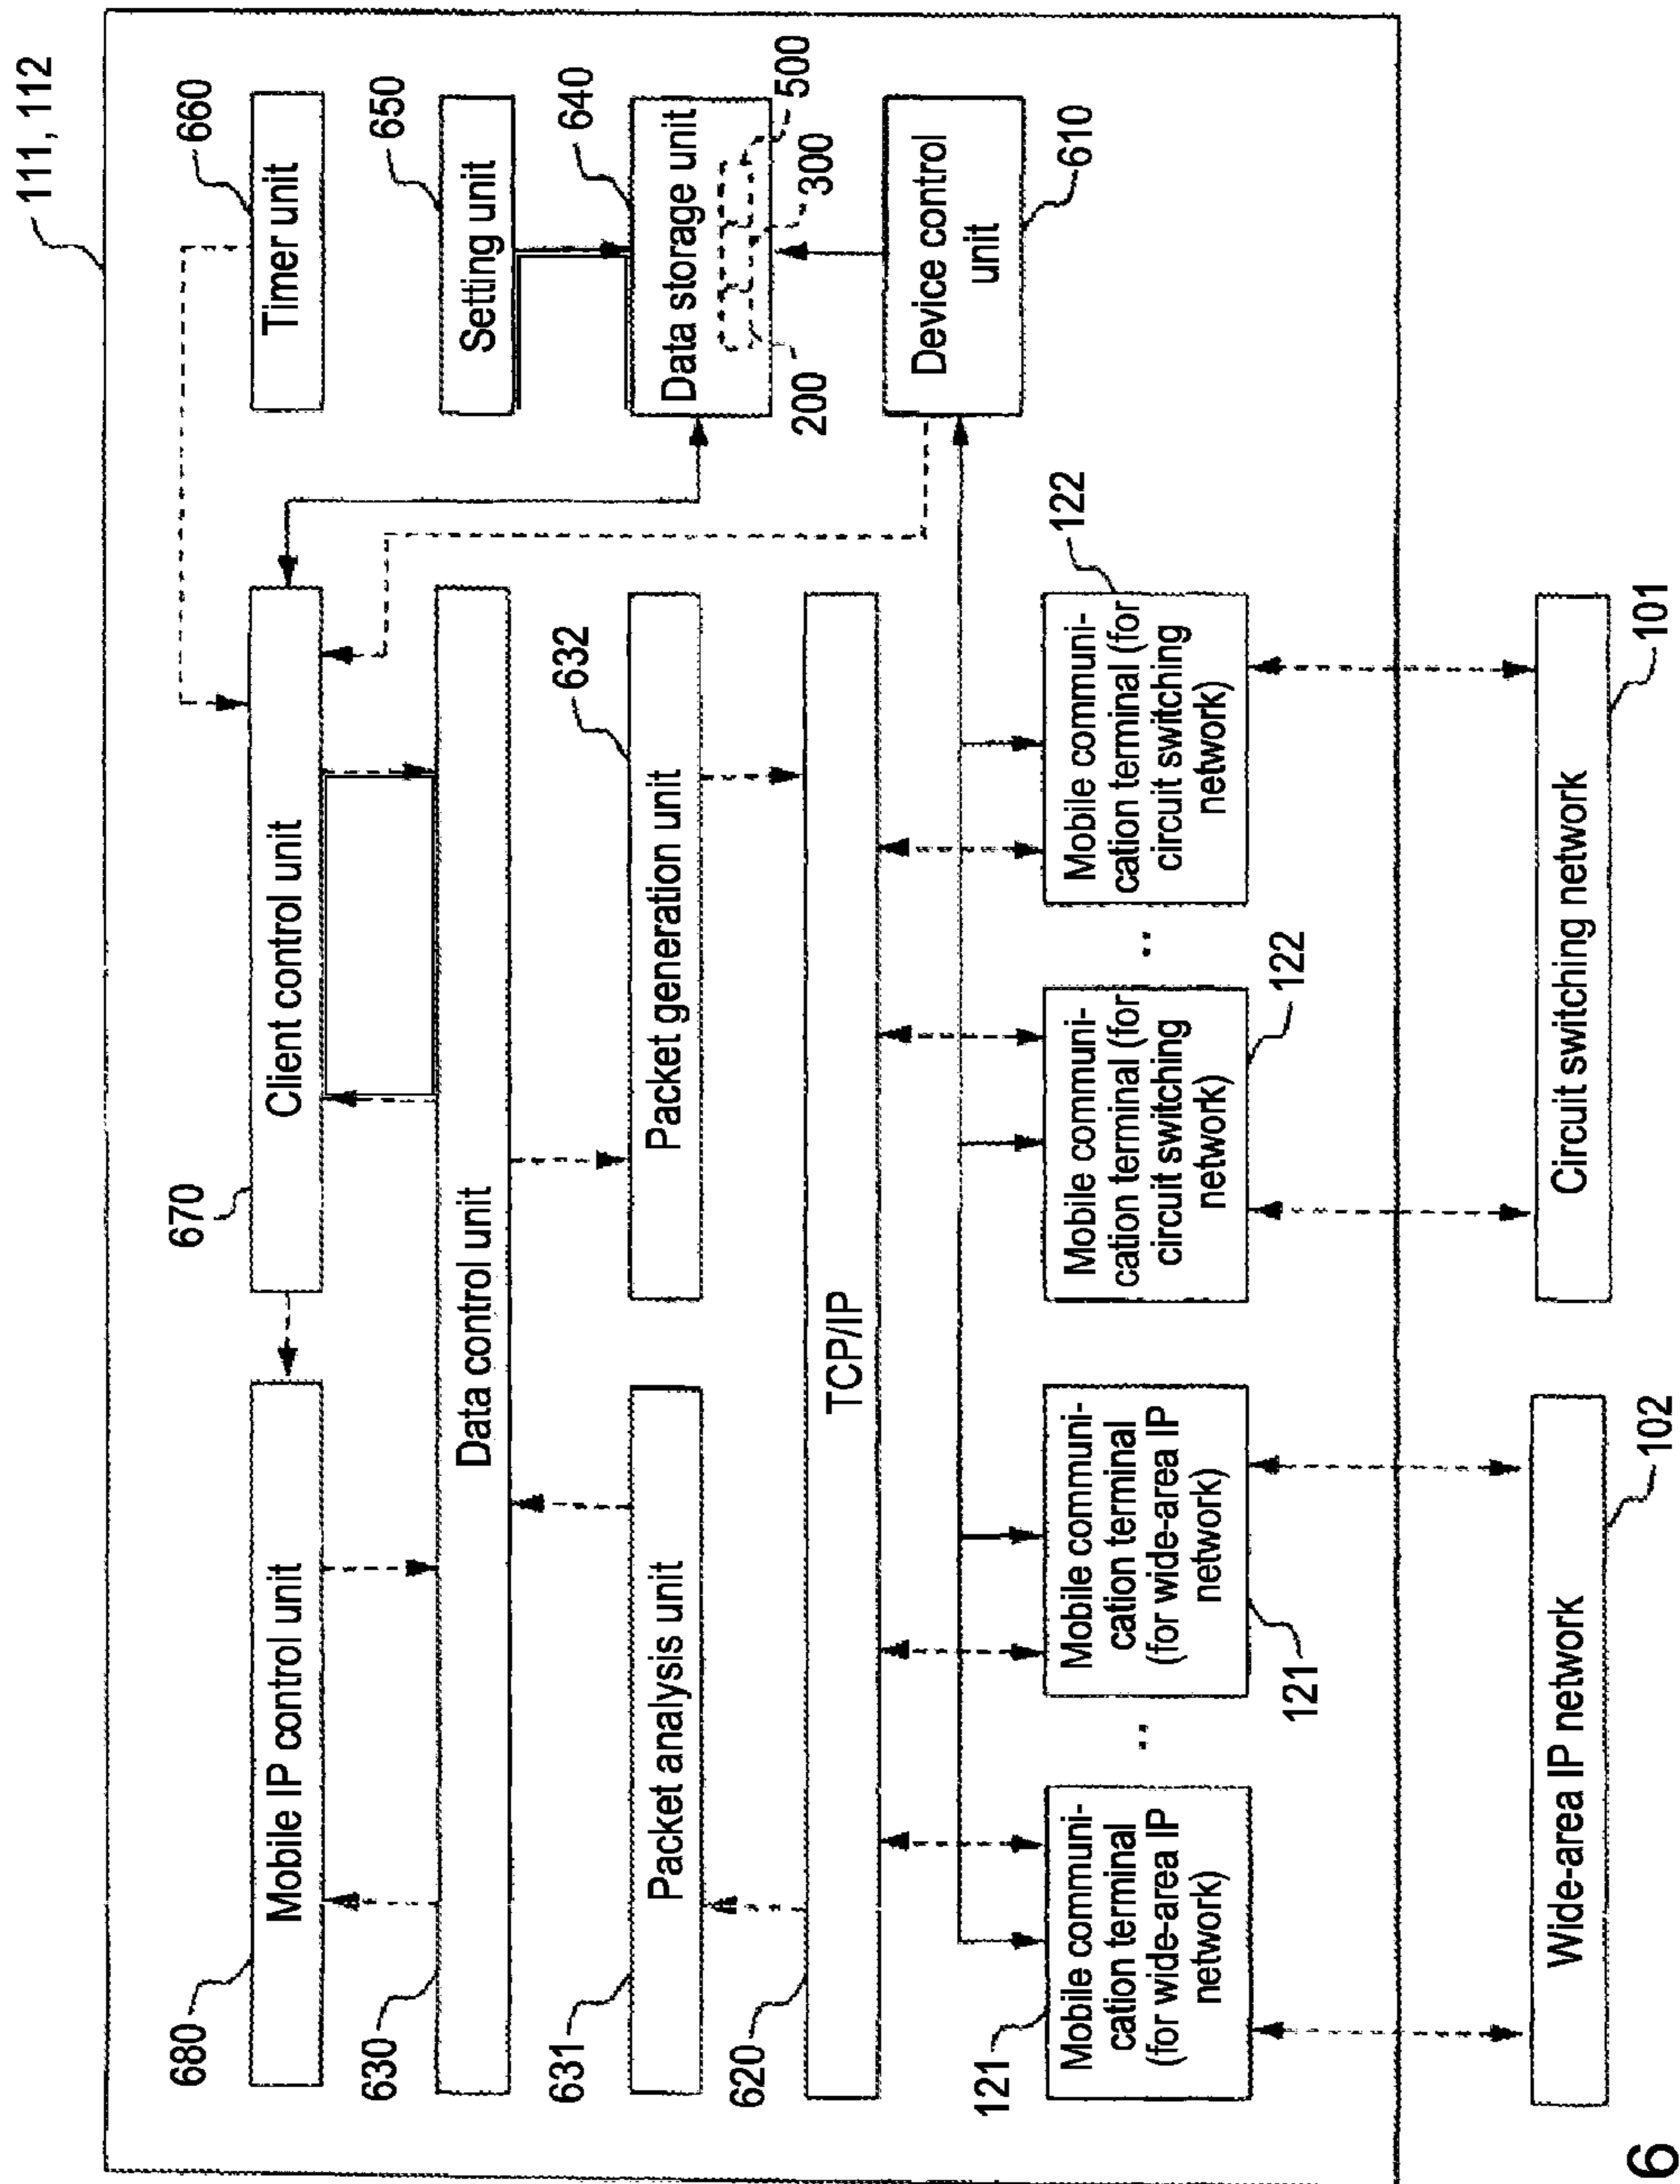 111, 112
680
Mobile IP control unit
670
Client control unit
660
Timer unit
630
Data control unit
650
Setting unit
631
Packet analysis unit
632
Packet generation unit
640
Data storage unit
200
300
500
620
TCP/IP
Device control
unit
610
121
Mobile communi-
cation terminal
(for wide-area IP
network)
..
Mobile communi-
cation terminal
(for wide-area IP
network)
121
Mobile communi-
cation terminal (for
circuit switching
network)
122
..
Mobile communi-
cation terminal (for
circuit switching
network)
122
Wide-area IP network
102
Circuit switching network
101
6